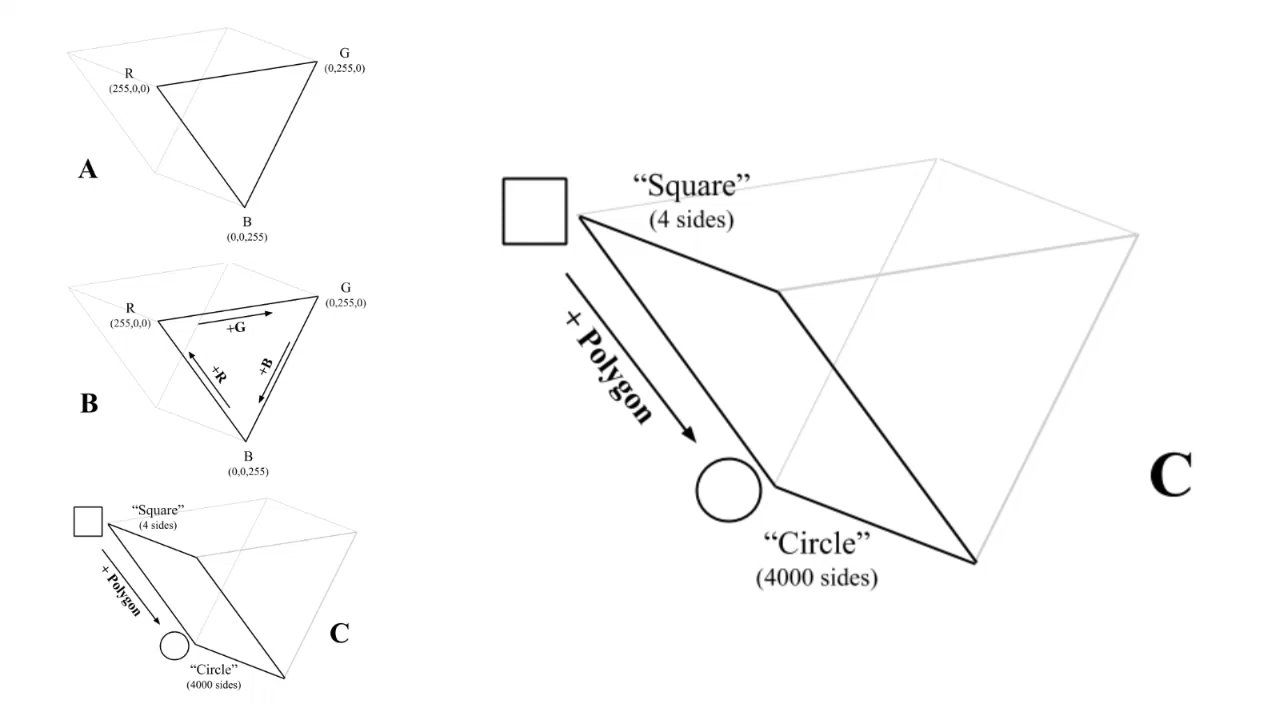 G
(0,255,0)
R
(255,0,0)
A
B
(0,0,255)
G
(0,255,0)
R
(255,0,0)
+G
+R
+B
B
B
(0,0,255)
“Square”
(4 sides)
+ Polygon
C
“Circle”
(4000 sides)
“Square”
(4 sides)
+ Polygon
C
“Circle”
(4000 sides)